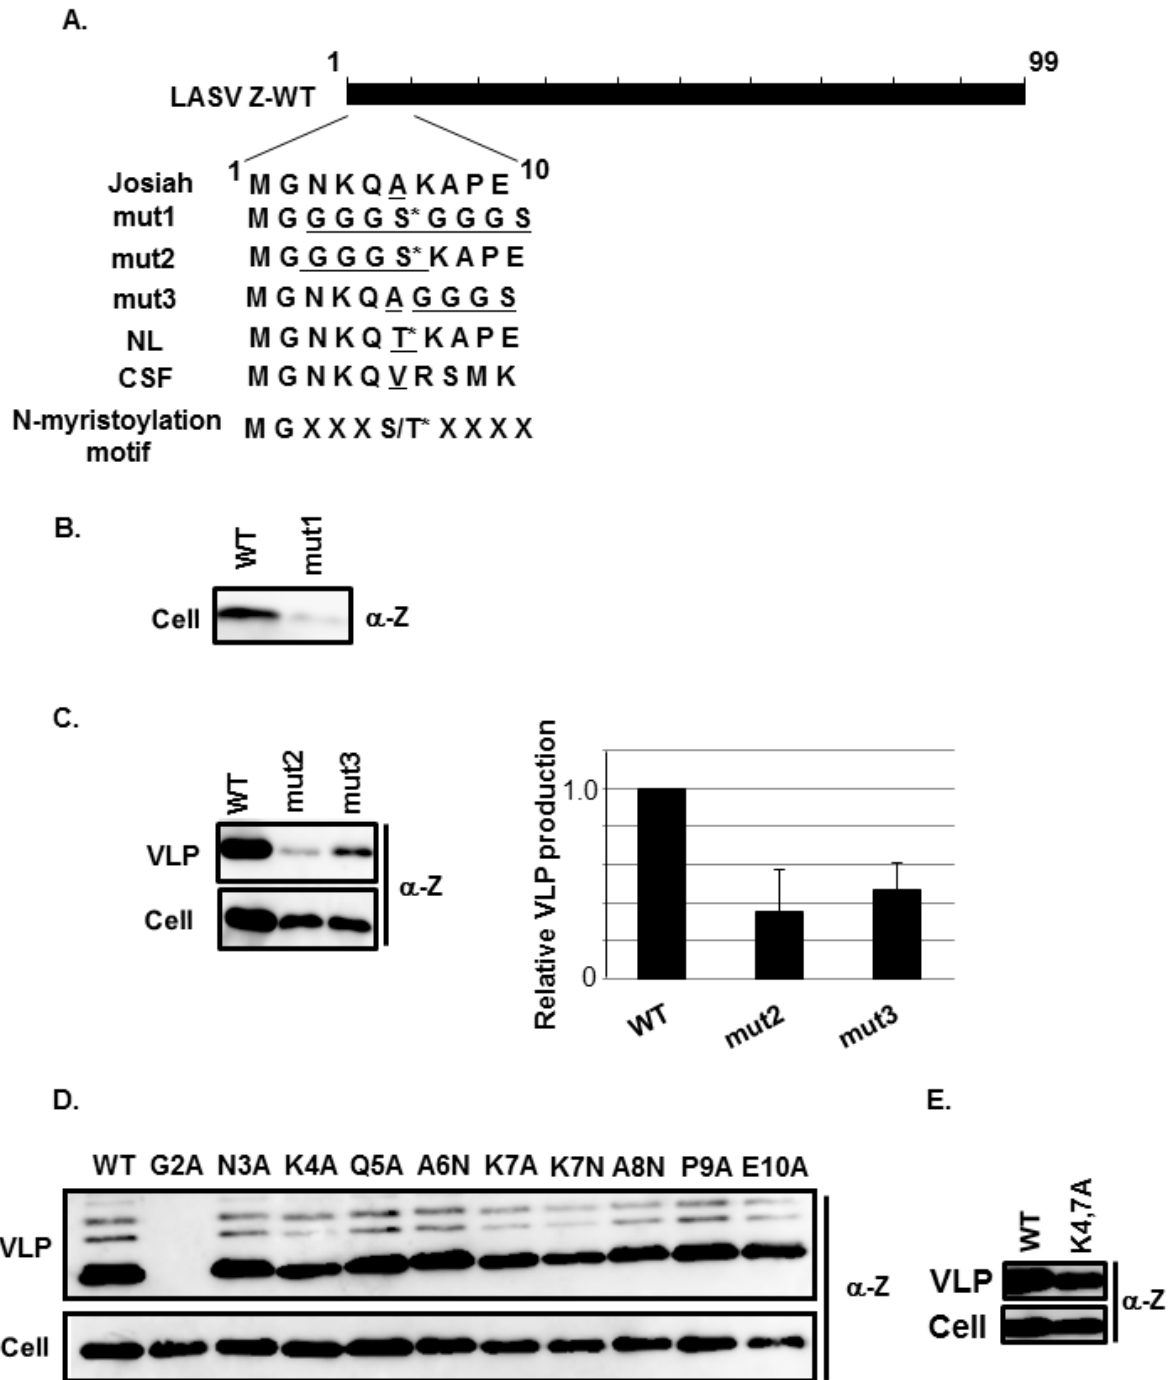 A.
1 99
LASV Z-WT
1 10
Josiah M G N K Q A K A P E
mut1 M G G G G S* G G G S
mut2 M G G G G S* K A P E
mut3 M G N K Q A G G G S
NL M G N K Q T* K A P E
CSF M G N K Q V R S M K
N-myristoylation
motif M G X X X S/T* X X X X
B.
WT mut1
Cell α-Z
C.
WT mut2 mut3
VLP
Cell
α-Z
Relative VLP production
1.0
0
WT mut2 mut3
D.
WT G2A N3A K4A Q5A A6N K7A K7N A8N P9A E10A
VLP
Cell
α-Z
E.
WT K4,7A
VLP
Cell
α-Z